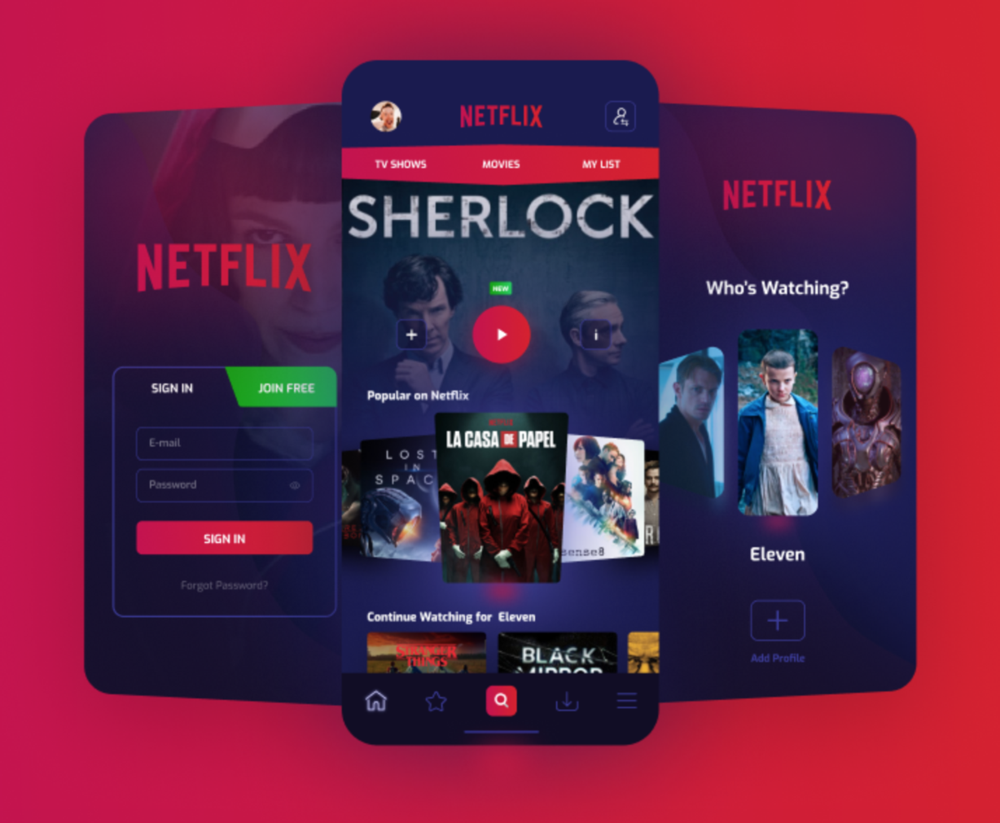 NETFLIX
SIGN IN
JOIN FREE
E-mail
Password
SIGN IN
Forgot Password?
NETFLIX
TV SHOWS
MOVIES
MY LIST
SHERLOCK
NEW
Popular on Netflix
LOST
IN
SPAC
LA CASA DE PAPEL
sense8
Continue Watching for Eleven
STRANGER
THINGS
BLACK
MIRROR
NETFLIX
Who's Watching?
Eleven
Add Profile